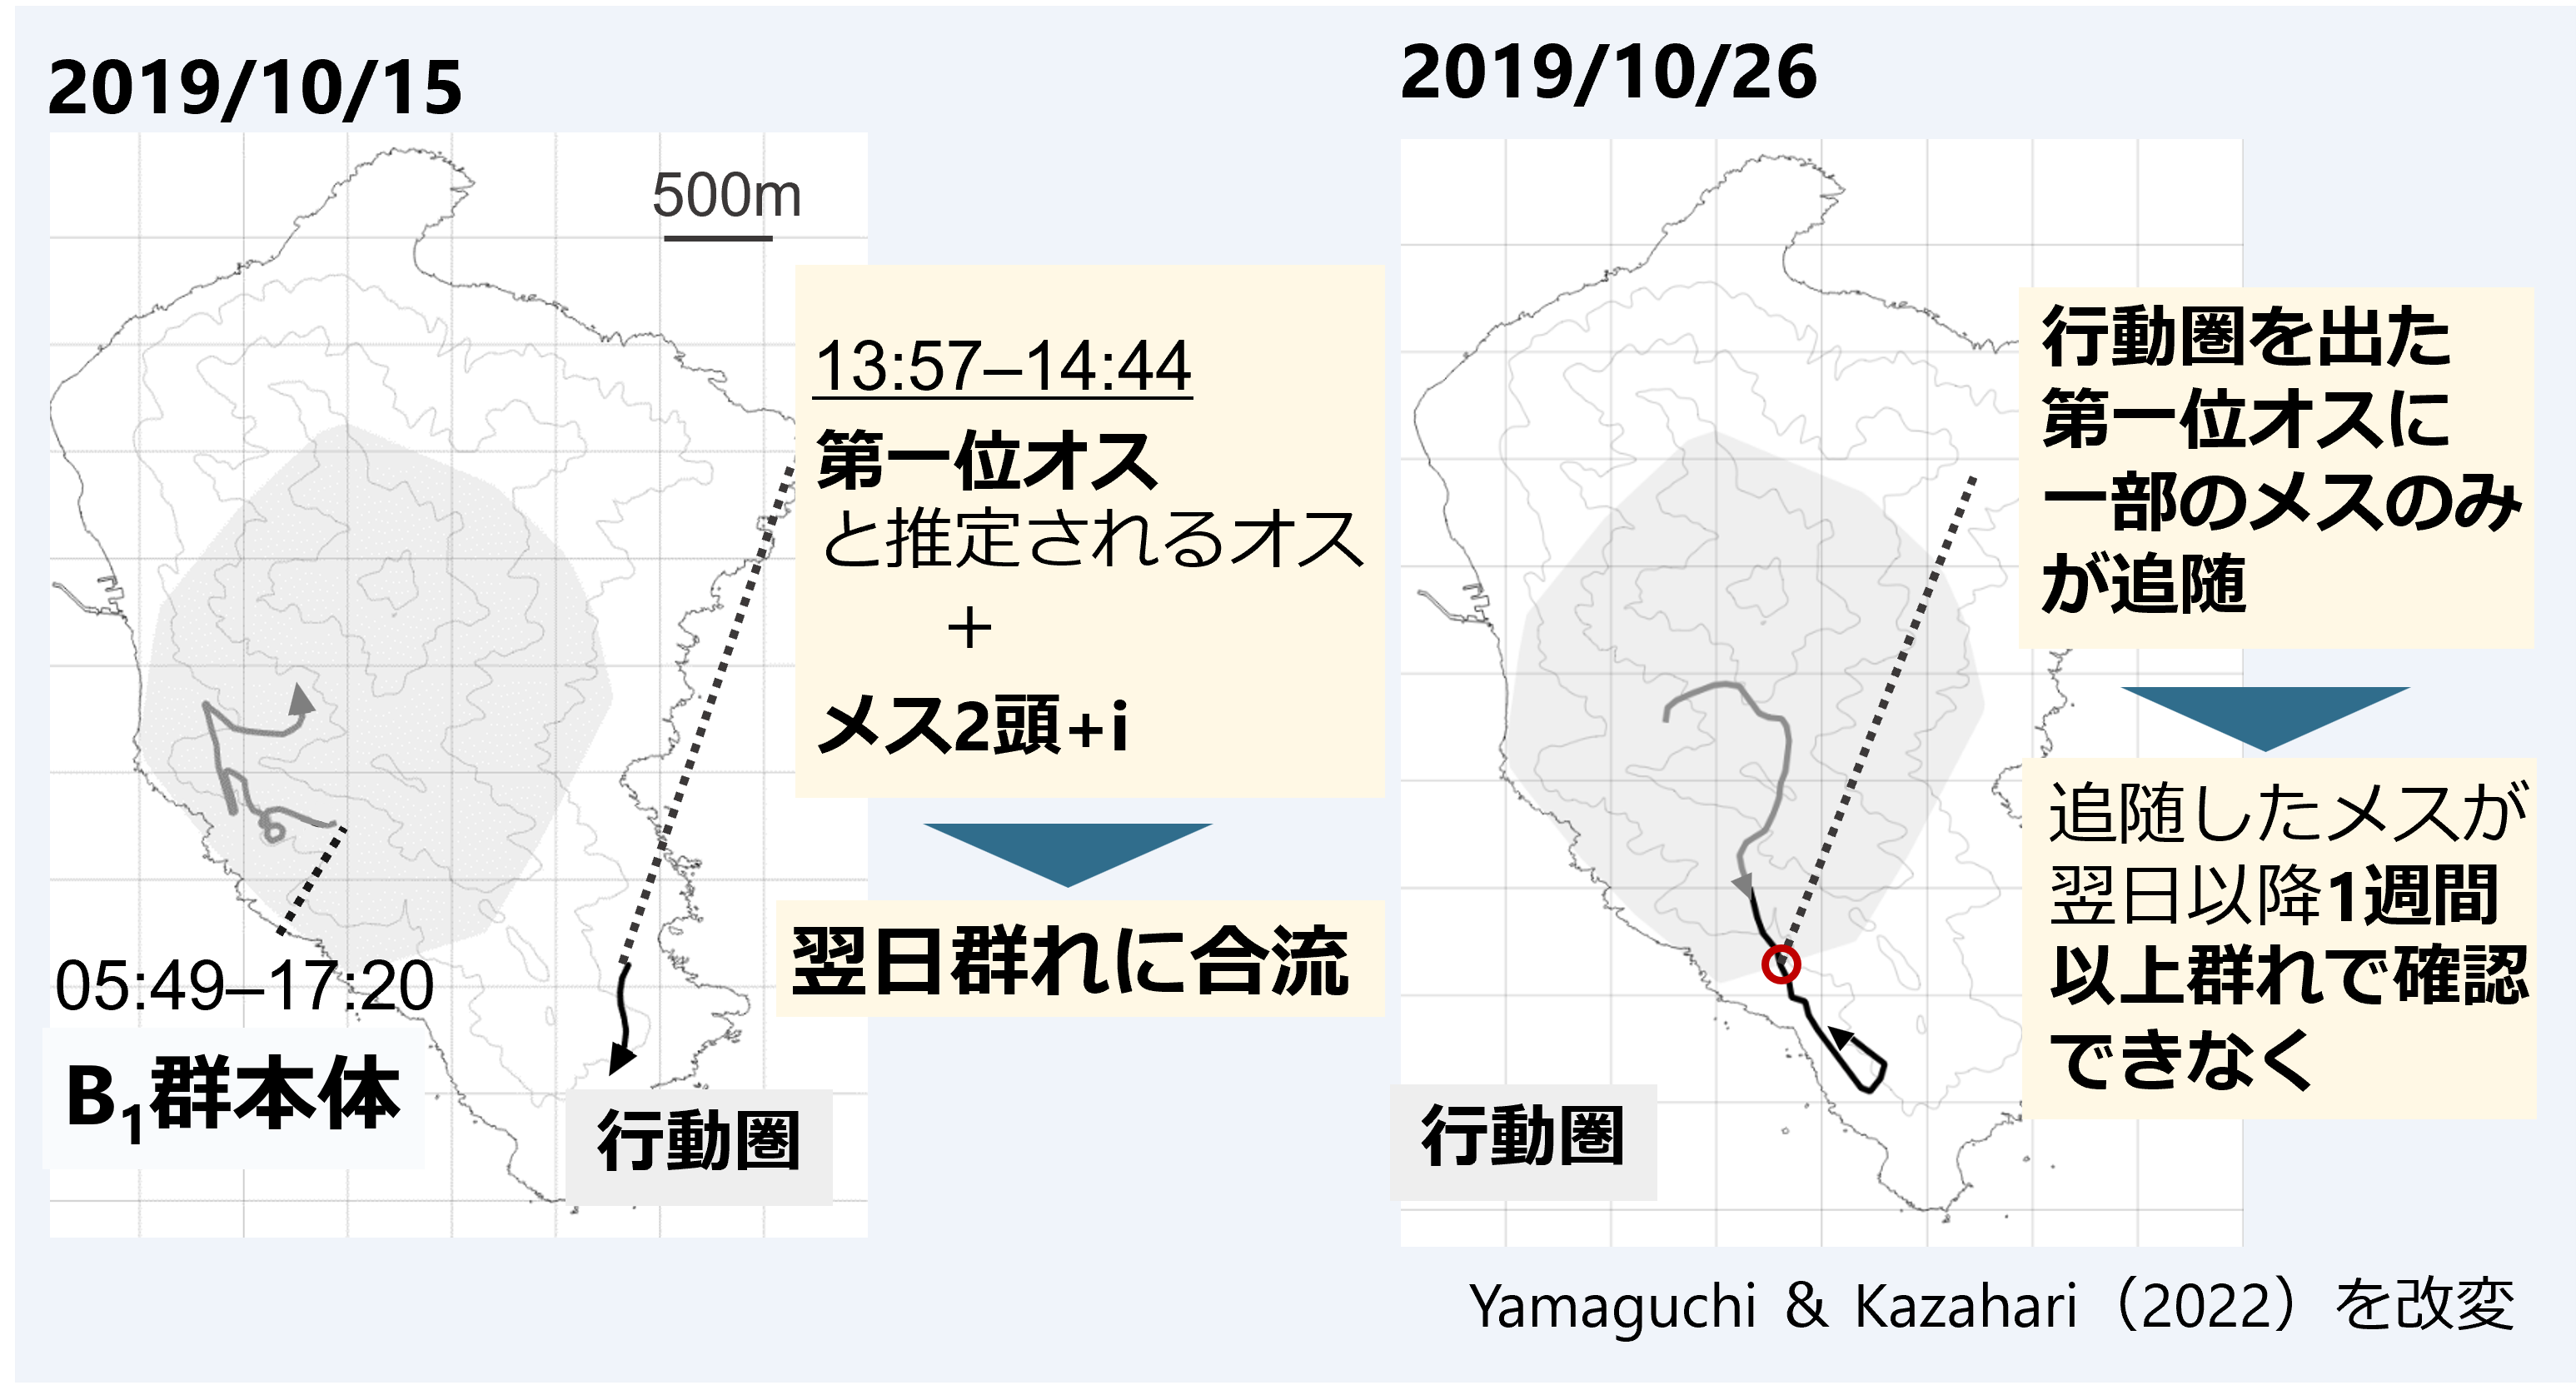 2019/10/15
500m
13:57–14:44
第一位オス
と推定されるオス
+
メス2頭+i
翌日群れに合流
05:49–17:20
B₁群本体
行動圏
2019/10/26
行動圏を出た
第一位オスに
一部のメスのみ
が追随
追随したメスが
翌日以降1週間
以上群れで確認
できなく
行動圏
Yamaguchi & Kazahari（2022）を改変